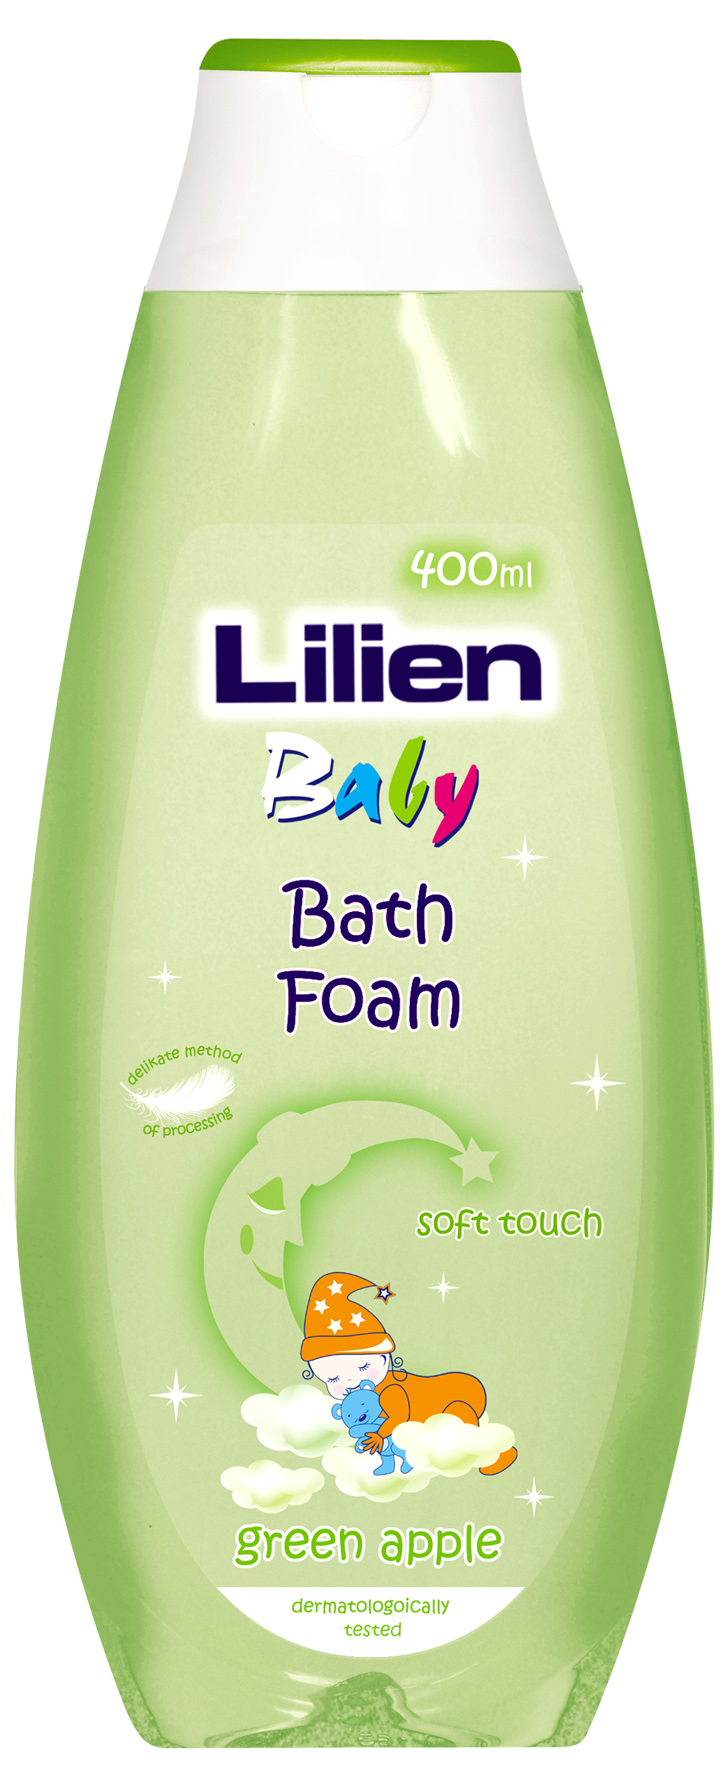 400ml
Lilien
Baby
Bath
Foam
delikate method
of processing
soft touch
green apple
dermatologoically
tested